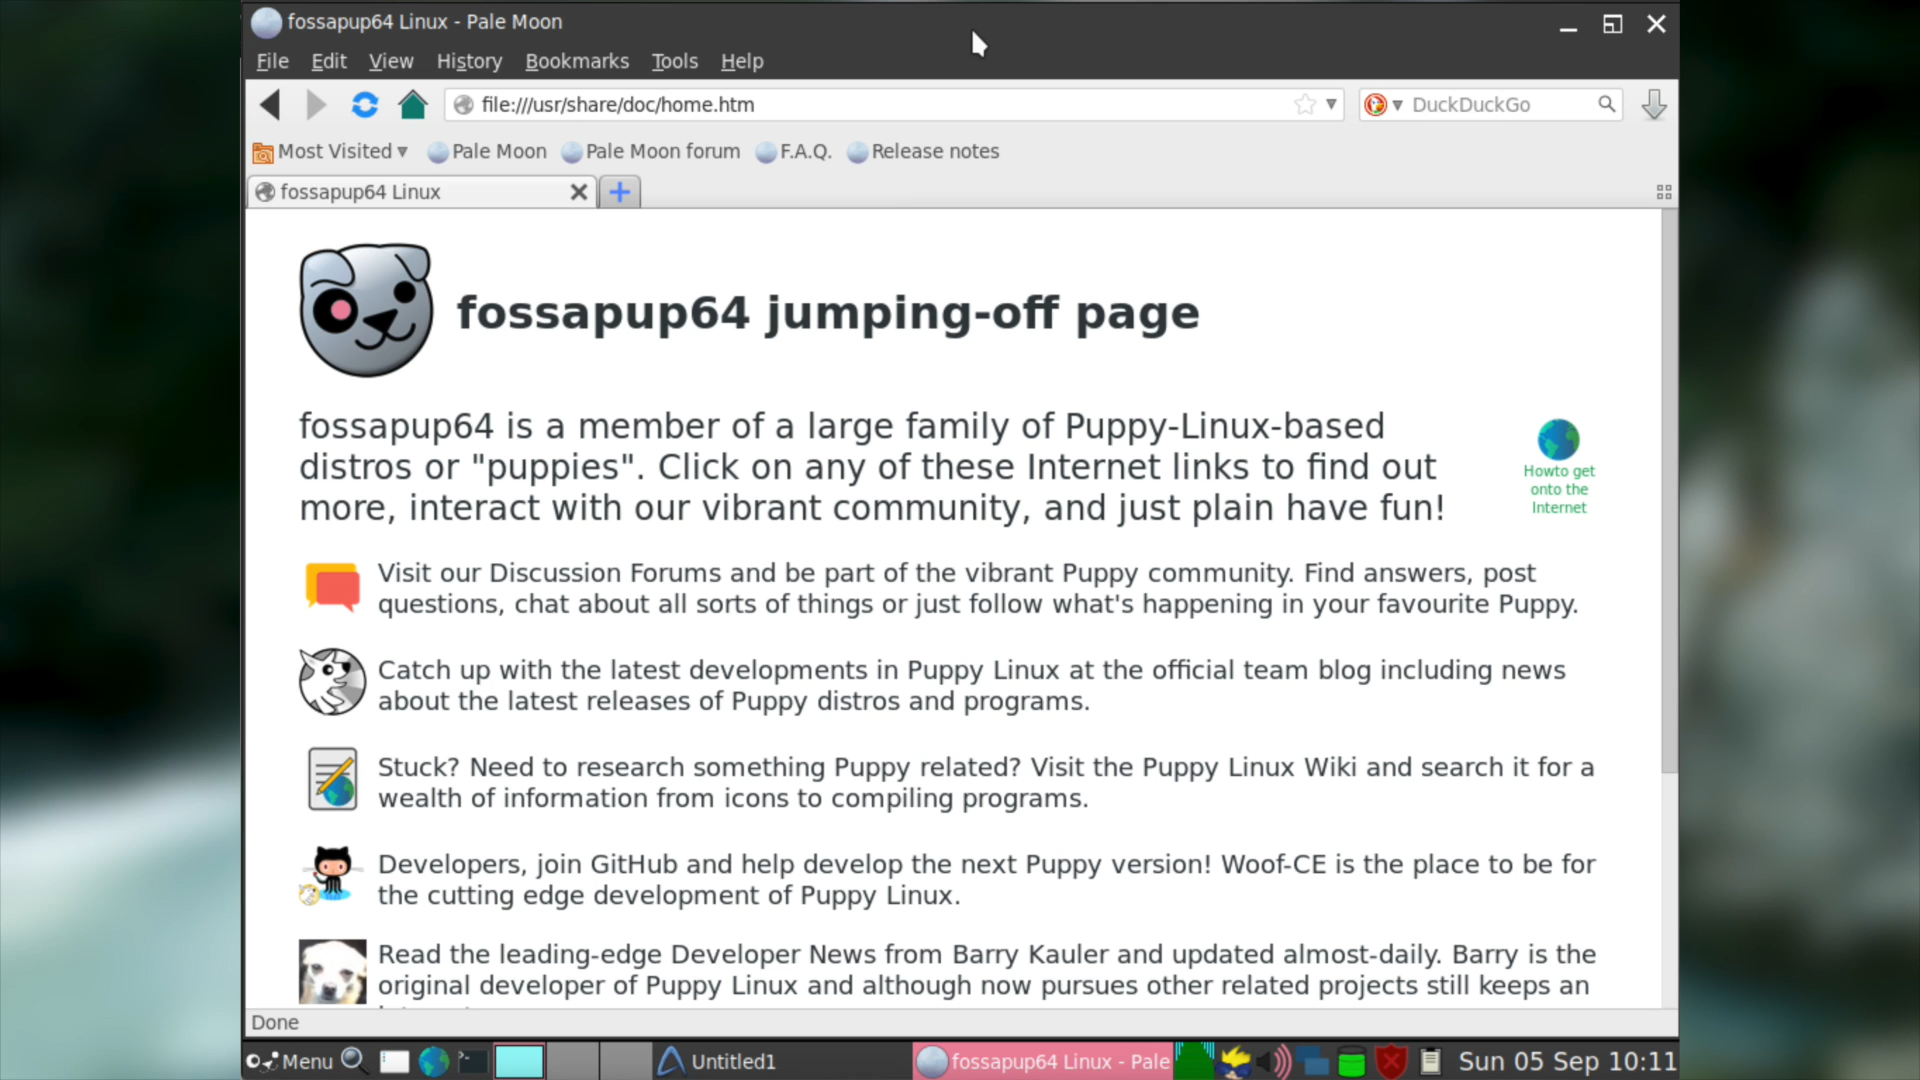 fossapup64 Linux - Pale Moon
File Edit View History Bookmarks Tools Help
file:///usr/share/doc/home.htm DuckDuckGo
Most Visited Pale Moon Pale Moon forum F.A.Q. Release notes
fossapup64 Linux
fossapup64 jumping-off page
fossapup64 is a member of a large family of Puppy-Linux-based
distros or "puppies". Click on any of these Internet links to find out
more, interact with our vibrant community, and just plain have fun!
Howto get
onto the
Internet
Visit our Discussion Forums and be part of the vibrant Puppy community. Find answers, post
questions, chat about all sorts of things or just follow what's happening in your favourite Puppy.
Catch up with the latest developments in Puppy Linux at the official team blog including news
about the latest releases of Puppy distros and programs.
Stuck? Need to research something Puppy related? Visit the Puppy Linux Wiki and search it for a
wealth of information from icons to compiling programs.
Developers, join GitHub and help develop the next Puppy version! Woof-CE is the place to be for
the cutting edge development of Puppy Linux.
Read the leading-edge Developer News from Barry Kauler and updated almost-daily. Barry is the
original developer of Puppy Linux and although now pursues other related projects still keeps an
Done
Menu Untitled1 fossapup64 Linux - Pale Sun 05 Sep 10:11